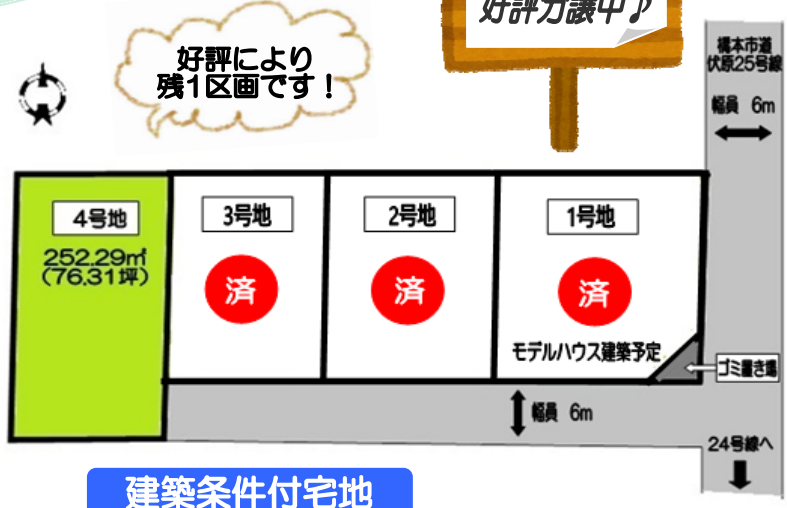 好評分譲中♪
好評により
残1区画です！
橋本市道
伏原25号線
幅員 6m
4号地
252.29㎡
(76.31坪)
3号地
済
2号地
済
1号地
済
モデルハウス建築予定
ゴミ置き場
幅員 6m
24号線へ
建築条件付宅地